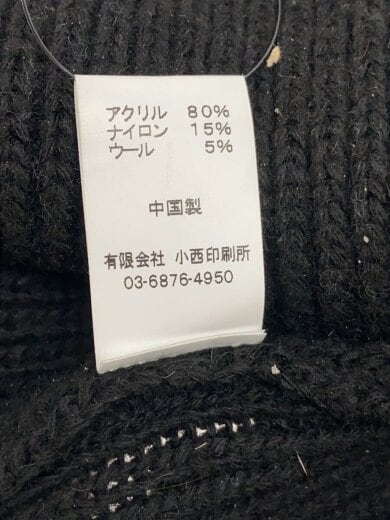 アクリル 80%
ナイロン 15%
ウール 5%
中国製
有限会社 小西印刷所
03-6876-4950